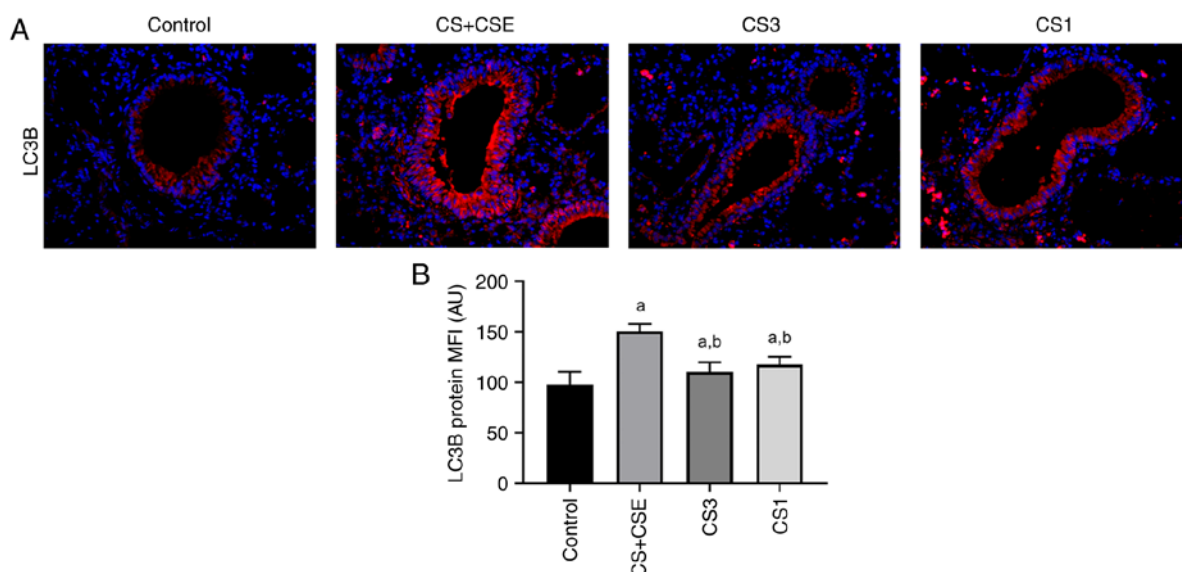 A
Control
CS+CSE
CS3
CS1
LC3B
B
LC3B protein MFI (AU)
200
150
100
50
0
a
a,b
a,b
Control
CS+CSE
CS3
CS1